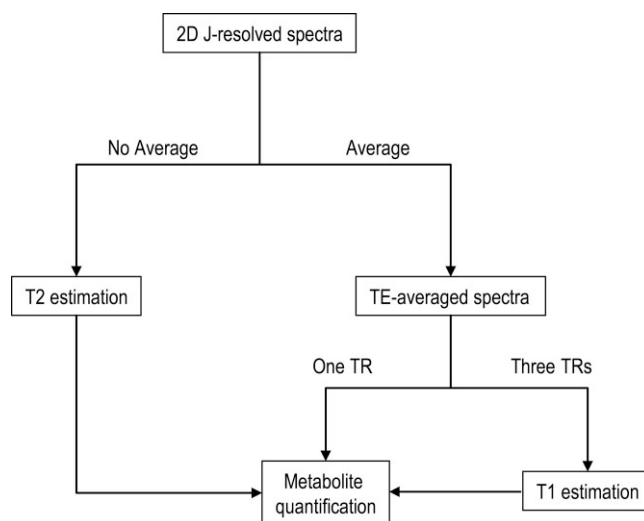 2D J-resolved spectra
No Average
Average
T2 estimation
TE-averaged spectra
One TR
Three TRs
Metabolite
quantification
T1 estimation